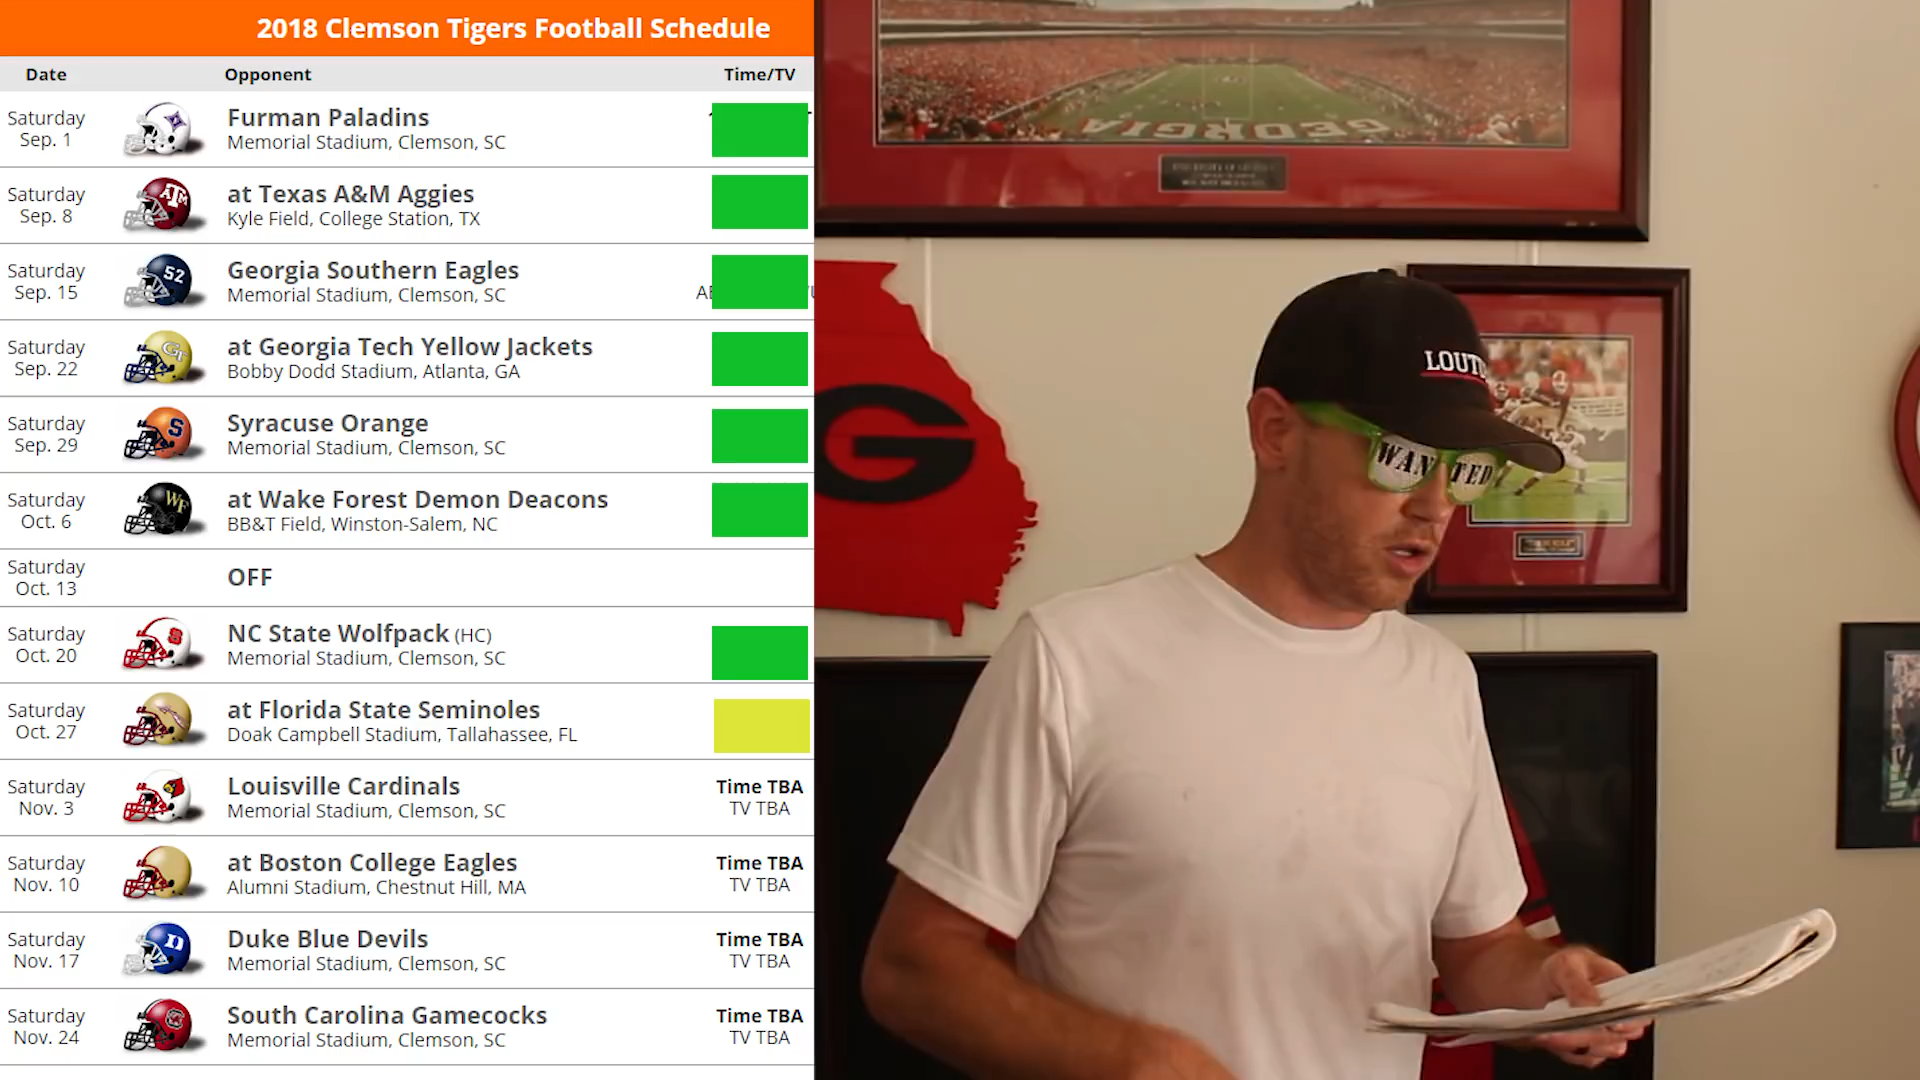 2018 Clemson Tigers Football Schedule
Date Opponent Time/TV
Saturday Sep. 1
Furman Paladins
Memorial Stadium, Clemson, SC
Saturday Sep. 8
at Texas A&M Aggies
Kyle Field, College Station, TX
Saturday Sep. 15
52
Georgia Southern Eagles
Memorial Stadium, Clemson, SC
Saturday Sep. 22
GT
at Georgia Tech Yellow Jackets
Bobby Dodd Stadium, Atlanta, GA
Saturday Sep. 29
S
Syracuse Orange
Memorial Stadium, Clemson, SC
Saturday Oct. 6
WF
at Wake Forest Demon Deacons
BB&T Field, Winston-Salem, NC
Saturday Oct. 13
OFF
Saturday Oct. 20
NC State Wolfpack (HC)
Memorial Stadium, Clemson, SC
Saturday Oct. 27
at Florida State Seminoles
Doak Campbell Stadium, Tallahassee, FL
Saturday Nov. 3
Louisville Cardinals
Memorial Stadium, Clemson, SC
Time TBA
TV TBA
Saturday Nov. 10
at Boston College Eagles
Alumni Stadium, Chestnut Hill, MA
Time TBA
TV TBA
Saturday Nov. 17
D
Duke Blue Devils
Memorial Stadium, Clemson, SC
Time TBA
TV TBA
Saturday Nov. 24
South Carolina Gamecocks
Memorial Stadium, Clemson, SC
Time TBA
TV TBA
GEORGIA
G
WANTED